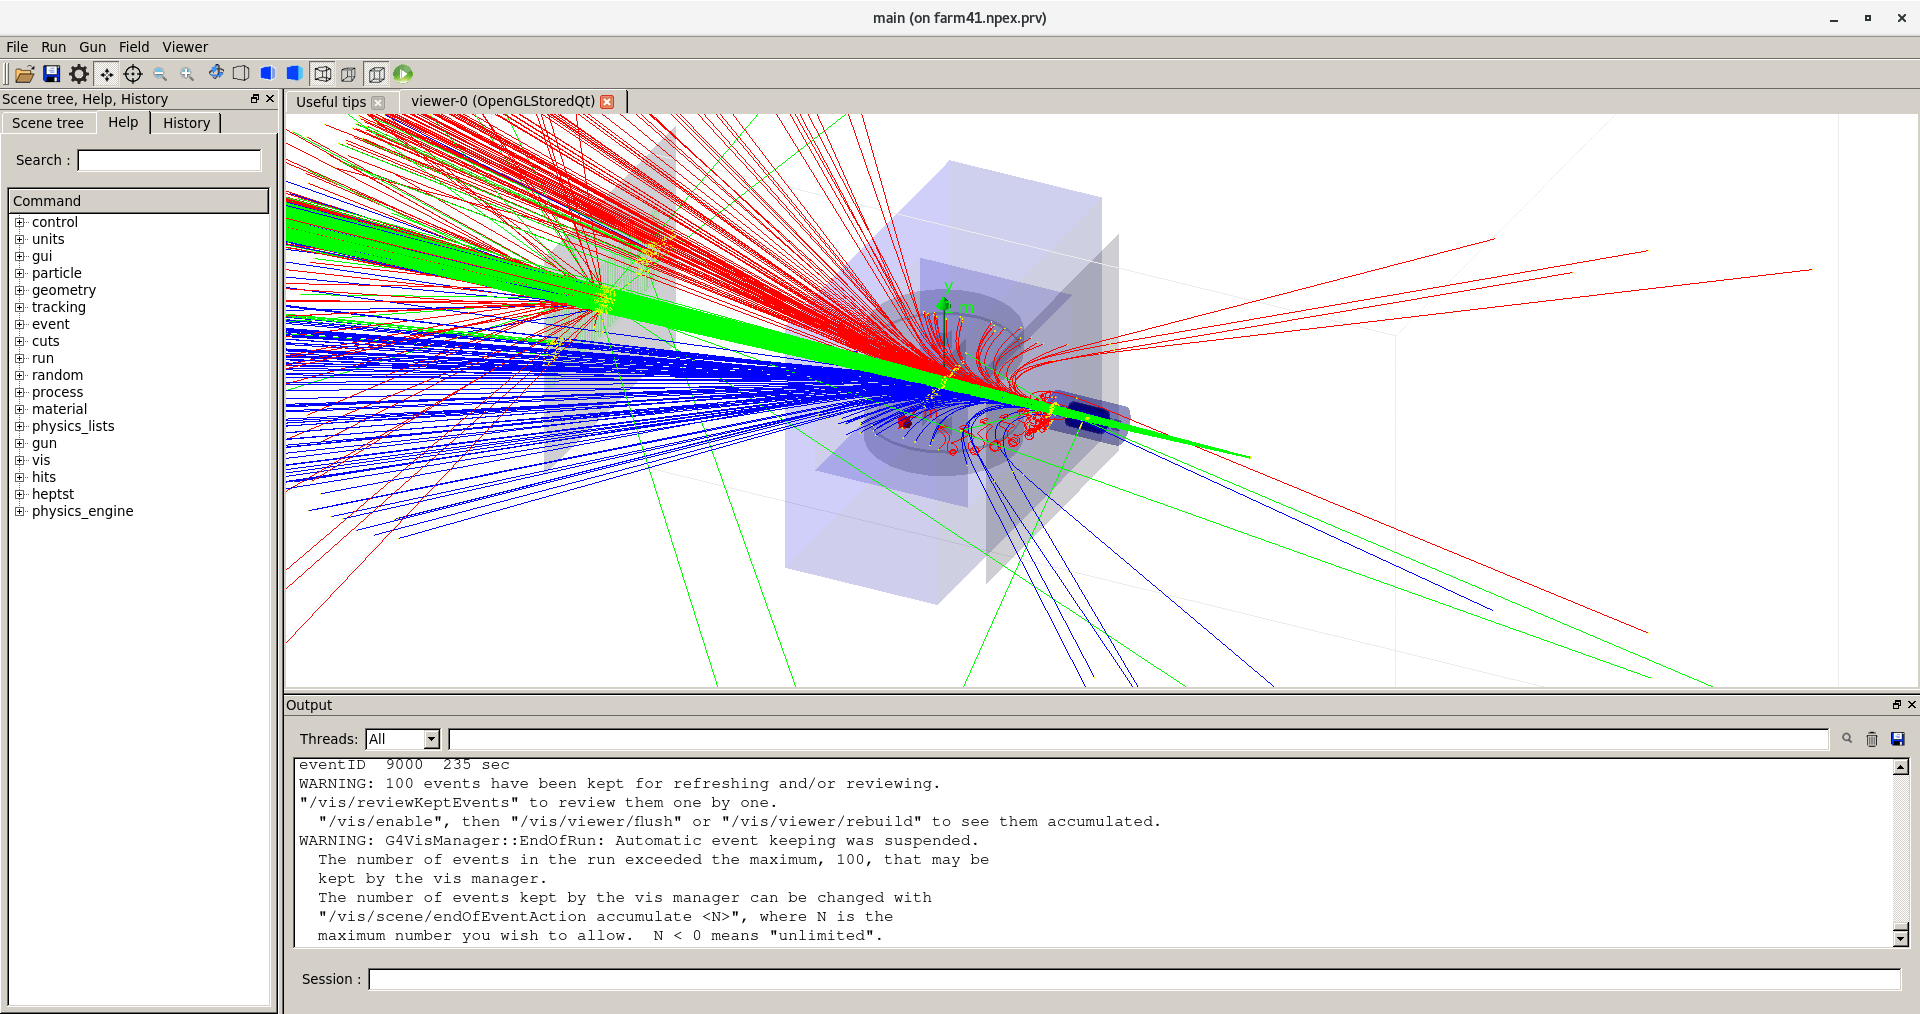 main (on farm41.npex.prv)
File Run Gun Field Viewer
Scene tree, Help, History
Useful tips
viewer-0 (OpenGLStoredQt)
Scene tree Help History
Search :
Command
control
units
gui
particle
geometry
tracking
event
cuts
run
random
process
material
physics_lists
gun
vis
hits
heptst
physics_engine
y
m
Output
Threads: All
eventID  9000  235 sec
WARNING: 100 events have been kept for refreshing and/or reviewing.
"/vis/reviewKeptEvents" to review them one by one.
"/vis/enable", then "/vis/viewer/flush" or "/vis/viewer/rebuild" to see them accumulated.
WARNING: G4VisManager::EndOfRun: Automatic event keeping was suspended.
The number of events in the run exceeded the maximum, 100, that may be
kept by the vis manager.
The number of events kept by the vis manager can be changed with
"/vis/scene/endOfEventAction accumulate <N>", where N is the
maximum number you wish to allow.  N < 0 means "unlimited".
Session :